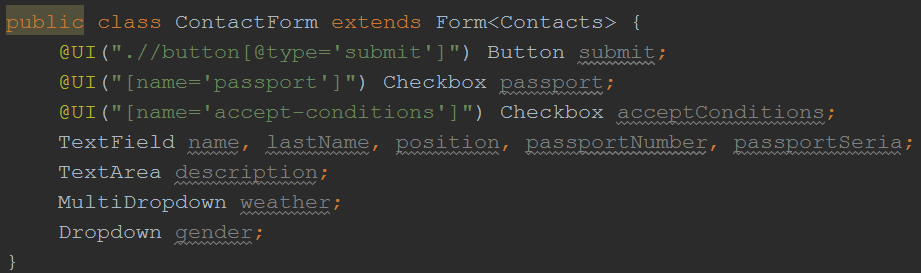 public class ContactForm extends Form<Contacts> {
@UI(".//button[@type='submit']") Button submit;
@UI("[name='passport']") Checkbox passport;
@UI("[name='accept-conditions']") Checkbox acceptConditions;
TextField name, lastName, position, passportNumber, passportSeria;
TextArea description;
MultiDropdown weather;
Dropdown gender;
}